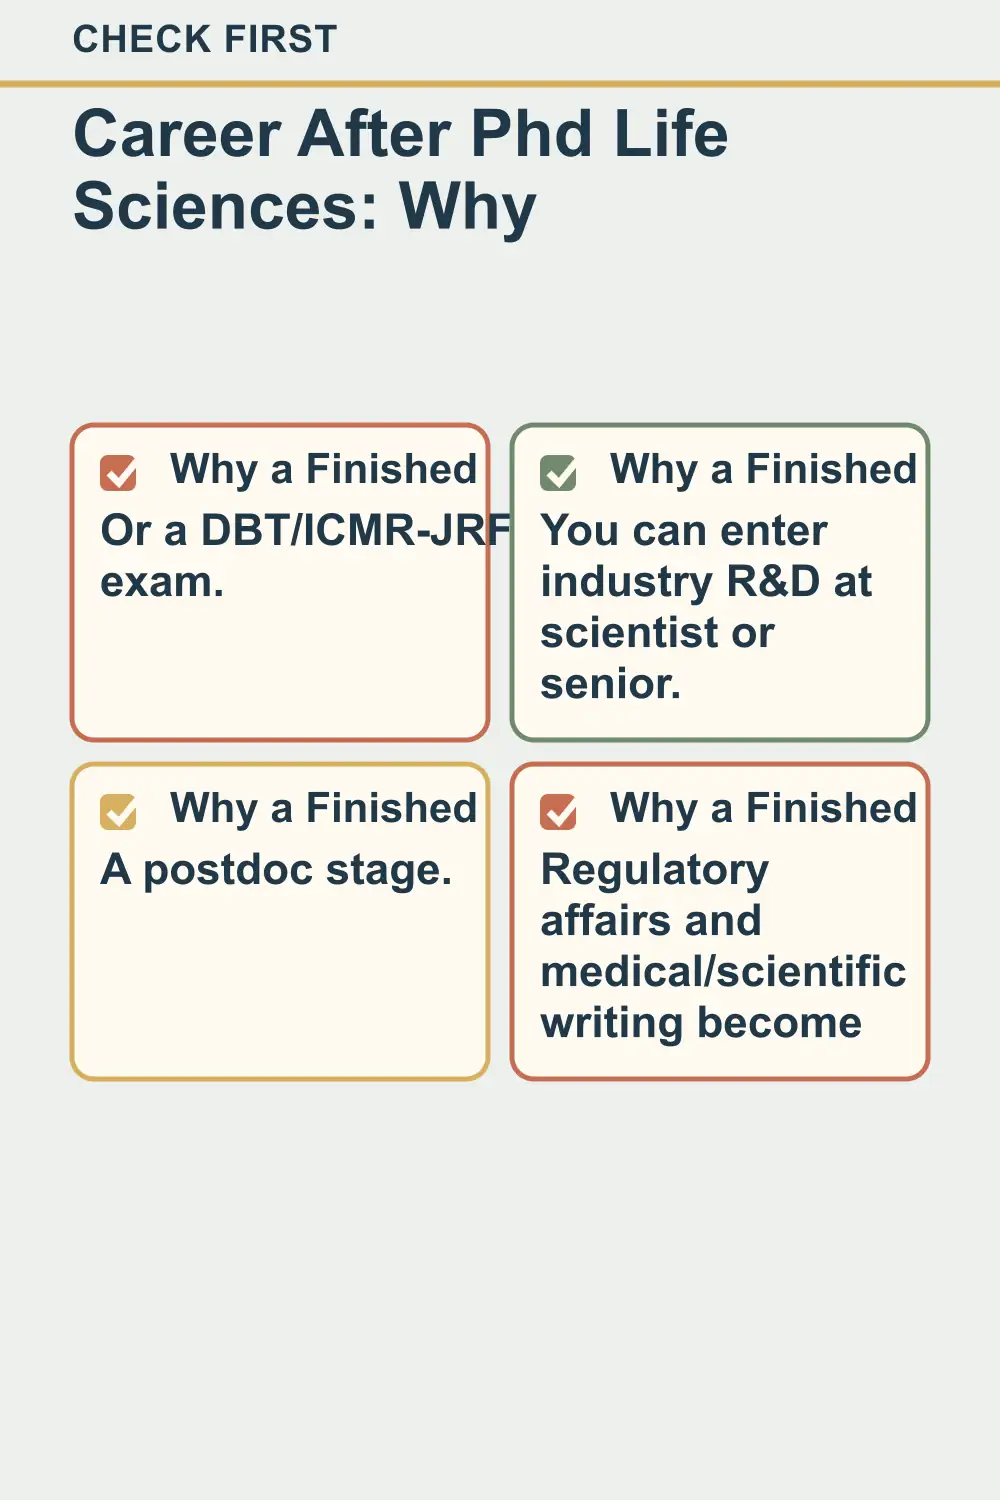 CHECK FIRST
Career After Phd Life
Sciences: Why
Why a Finished
Or a DBT/ICMR-JRF
exam.
Why a Finished
You can enter
industry R&D at
scientist or
senior.
Why a Finished
A postdoc stage.
Why a Finished
Regulatory
affairs and
medical/scientific
writing become